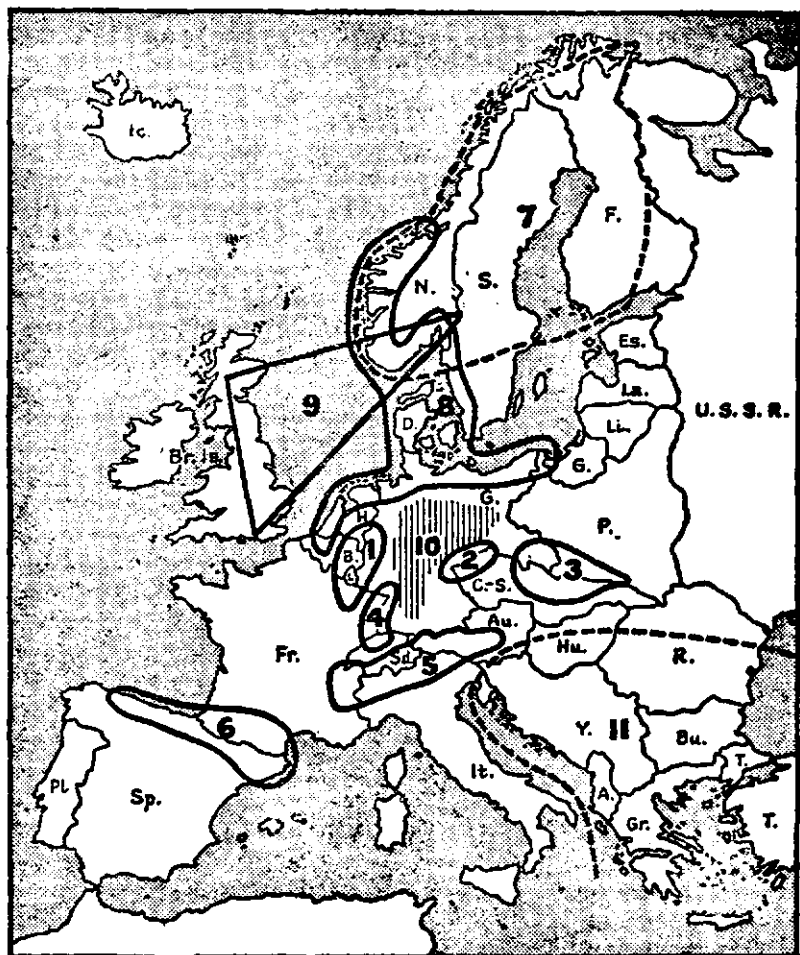 Ic.
7
F.
N.
S.
Es.
9
La.
U.S.S.R.
8
D.
Li.
Br. Is.
G.
G.
H.
P.
B.
1
10
2
3
C.-S.
4
Au.
Fr.
Sd.
5
Hu.
R.
6
Y.
11
Bu.
It.
T.
Pl.
Sp.
A.
Gr.
T.